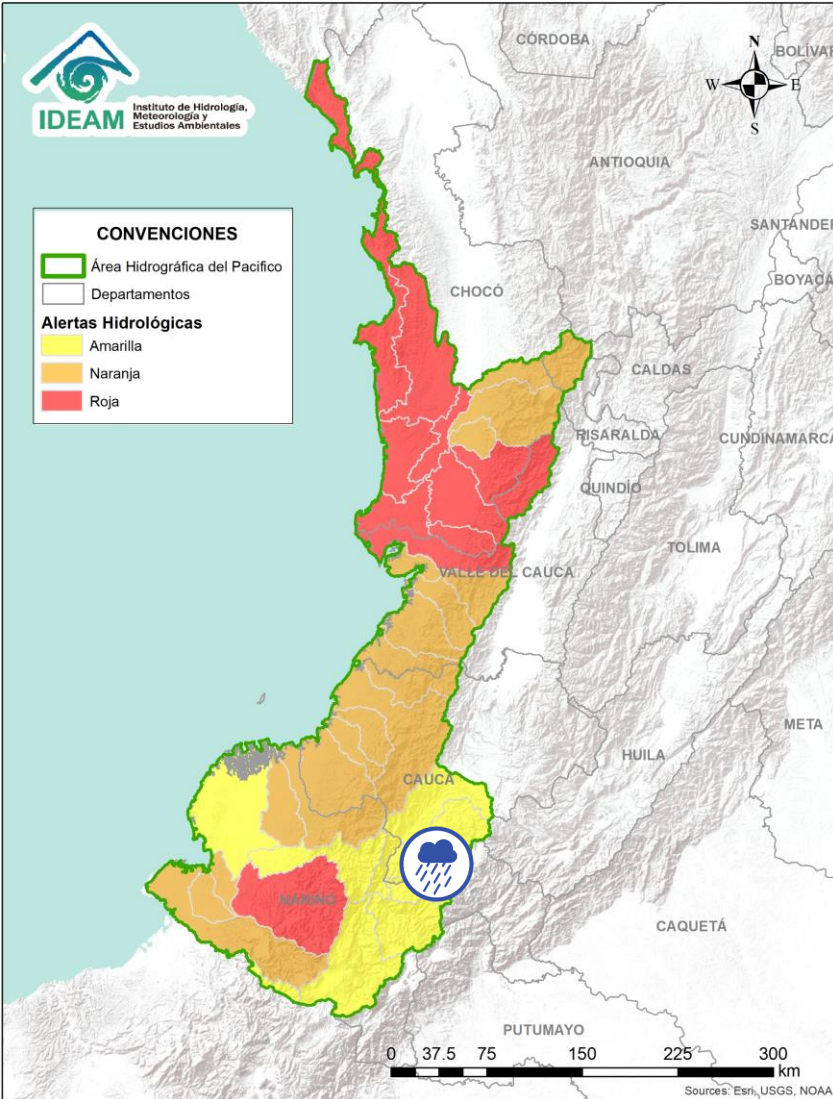 IDEAM
Instituto de Hidrología,
Meteorología y
Estudios Ambientales
CÓRDOBA
BOLÍVAR
N
W
E
S
ANTIOQUIA
CONVENCIONES
Área Hidrográfica del Pacifico
Departamentos
Alertas Hidrológicas
Amarilla
Naranja
Roja
SANTANDER
BOYACÁ
CHOCÓ
CALDAS
RISARALDA
CUNDINAMARCA
QUINDÍO
TOLIMA
VALLE DEL CAUCA
META
HUILA
CAUCA
NARIÑO
CAQUETÁ
PUTUMAYO
0 37.5 75 150 225 300
km
Sources: Esri, USGS, NOAA